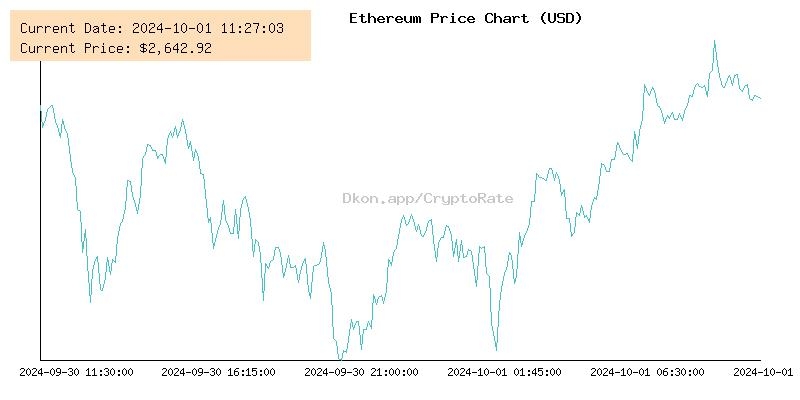 Ethereum Price Chart (USD)
Current Date: 2024-10-01 11:27:03
Current Price: $2,642.92
Dkon.app/CryptoRate
2024-09-30 11:30:00 2024-09-30 16:15:00 2024-09-30 21:00:00 2024-10-01 01:45:00 2024-10-01 06:30:00 2024-10-01